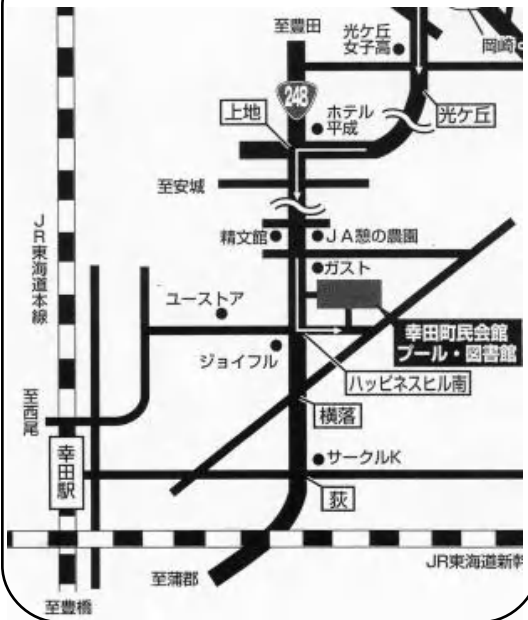 至豊田
光ケ丘
女子高
岡崎
248
上地
ホテル
平成
光ケ丘
至安城
精文館
JA憩の農園
ガスト
JR東海道本線
ユーストア
幸田町民会館
プール・図書館
ジョイフル
ハッピネスヒル南
至西尾
横落
サークルK
幸田駅
荻
JR東海道新幹
至蒲郡
至豊橋